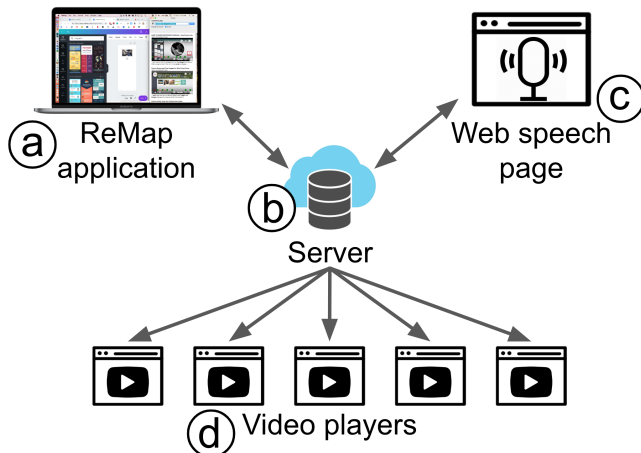 a
ReMap
application
c
Web speech
page
b
Server
d
Video players